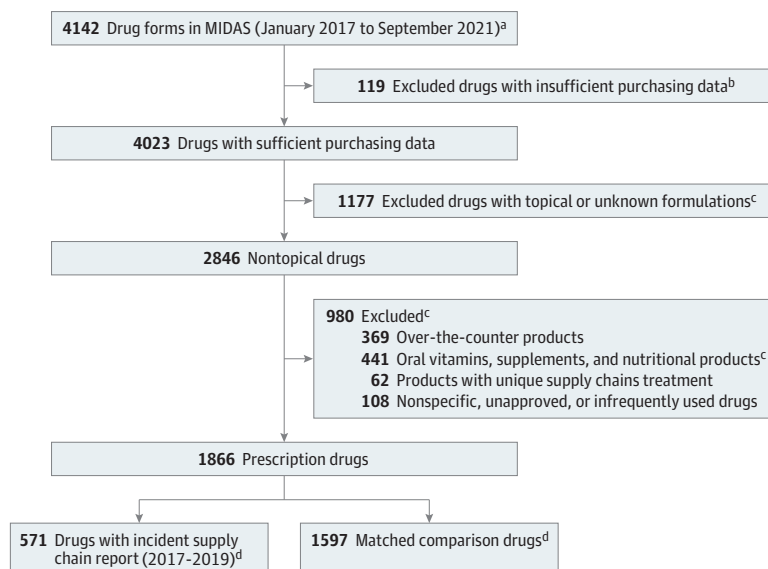 4142 Drug forms in MIDAS (January 2017 to September 2021)a
119 Excluded drugs with insufficient purchasing datab
4023 Drugs with sufficient purchasing data
1177 Excluded drugs with topical or unknown formulationsc
2846 Nontopical drugs
980 Excludedc
369 Over-the-counter products
441 Oral vitamins, supplements, and nutritional productsc
62 Products with unique supply chains treatment
108 Nonspecific, unapproved, or infrequently used drugs
1866 Prescription drugs
571 Drugs with incident supply
chain report (2017-2019)d
1597 Matched comparison drugsd